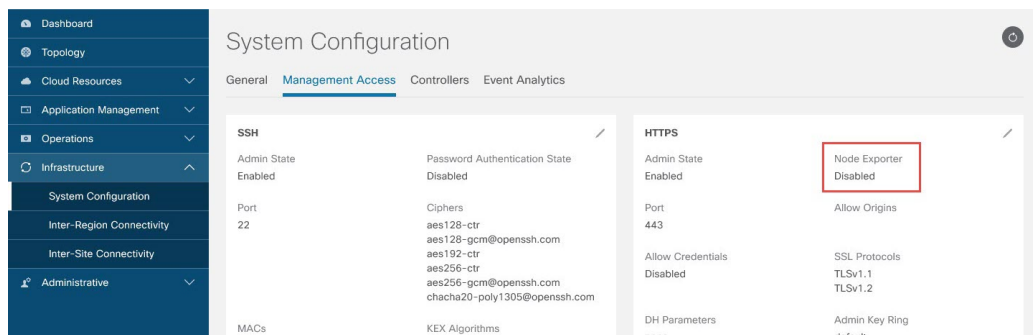 Dashboard
Topology
Cloud Resources
Application Management
Operations
Infrastructure
System Configuration
Inter-Region Connectivity
Inter-Site Connectivity
Administrative
System Configuration
General Management Access Controllers Event Analytics
SSH
Admin State
Enabled
Password Authentication State
Disabled
Port
22
Ciphers
aes128-ctr
aes128-gcm@openssh.com
aes192-ctr
aes256-ctr
aes256-gcm@openssh.com
chacha20-poly1305@openssh.com
MACs
KEX Algorithms
HTTPS
Admin State
Enabled
Node Exporter
Disabled
Port
443
Allow Origins
Allow Credentials
Disabled
SSL Protocols
TLSv1.1
TLSv1.2
DH Parameters
Admin Key Ring